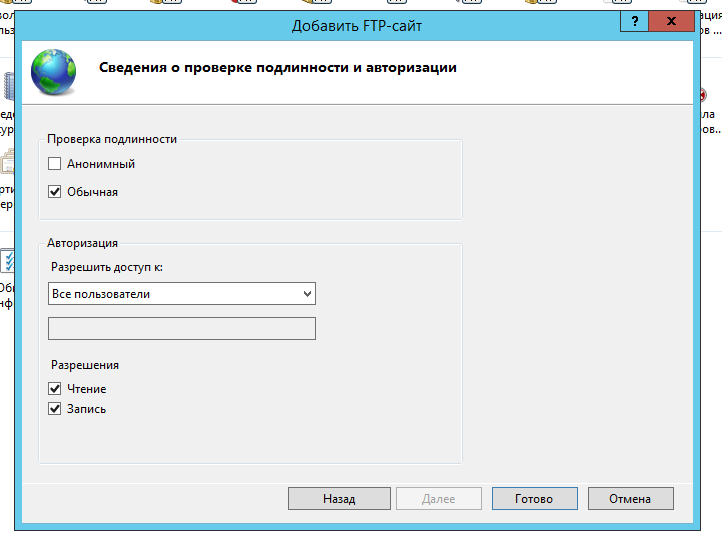 Добавить FTP-сайт
?
X
Сведения о проверке подлинности и авторизации
Проверка подлинности
Анонимный
Обычная
Авторизация
Разрешить доступ к:
Все пользователи
Разрешения
Чтение
Запись
Назад
Далее
Готово
Отмена